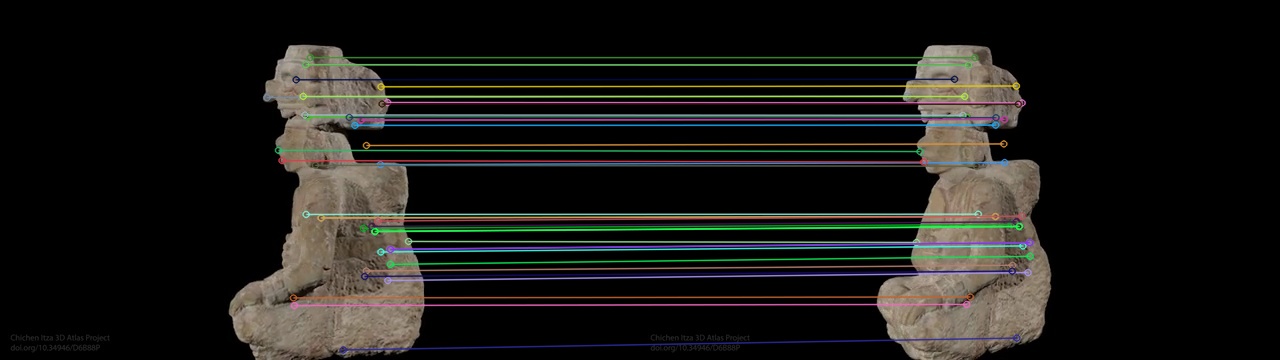 Chichen Itza 3D Atlas Project
doi.org/10.34946/D6B88P
Chichen Itza 3D Atlas Project
doi.org/10.34946/D6B88P